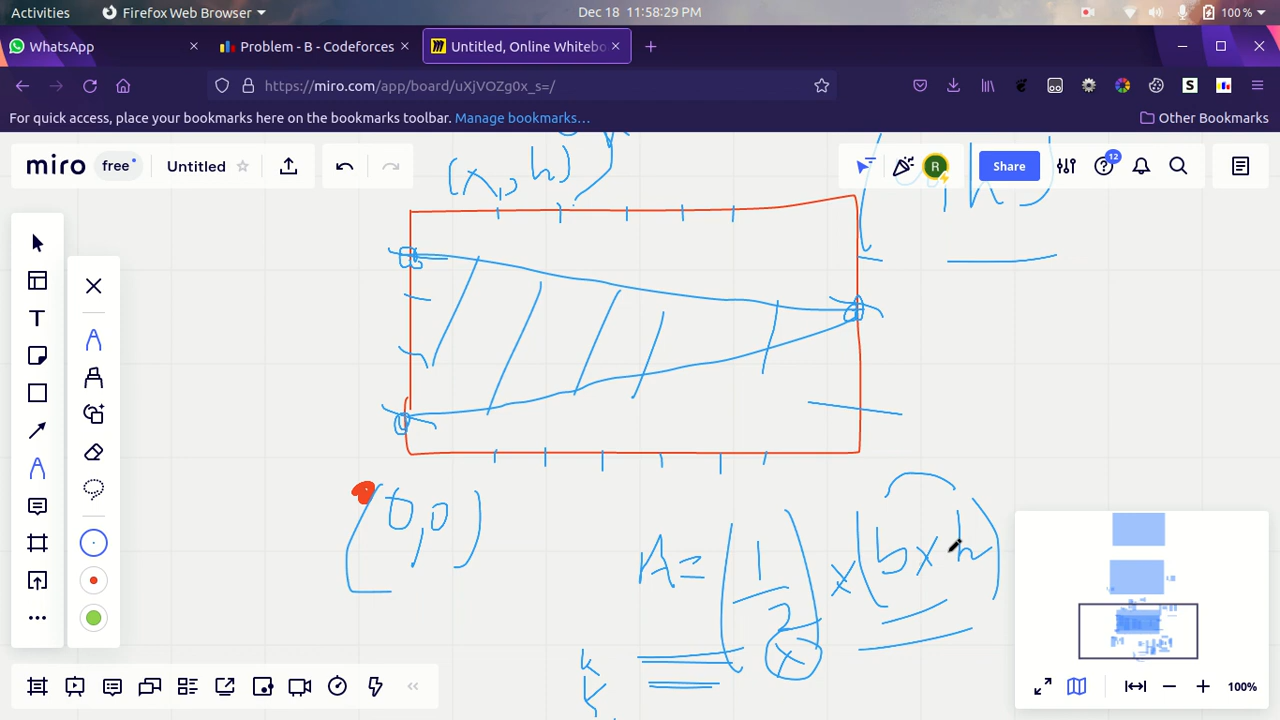 Activities Firefox Web Browser Dec 18 11:58:29 PM 100 %
WhatsApp Problem - B - Codeforces Untitled, Online Whitebo
https://miro.com/app/board/uXjVOZg0x_s=/
For quick access, place your bookmarks here on the bookmarks toolbar. Manage bookmarks… Other Bookmarks
miro free Untitled R Share 12
(x, h)
(0,0)
A = (1/2) × (b × h)
x
k
k
100%